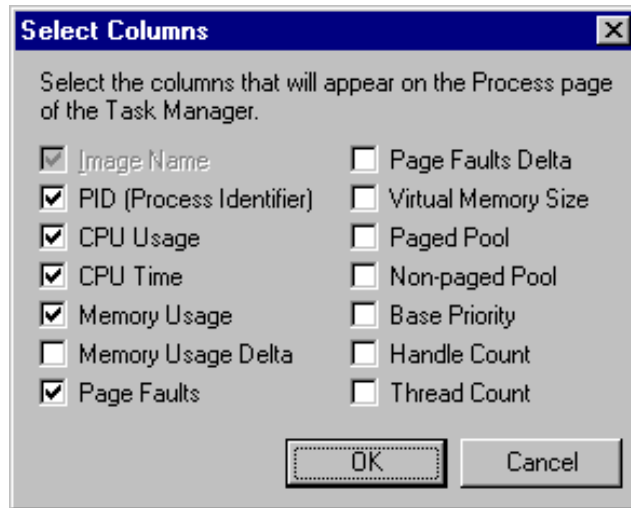 Select Columns
Select the columns that will appear on the Process page
of the Task Manager.
Image Name
PID (Process Identifier)
CPU Usage
CPU Time
Memory Usage
Memory Usage Delta
Page Faults
Page Faults Delta
Virtual Memory Size
Paged Pool
Non-paged Pool
Base Priority
Handle Count
Thread Count
OK
Cancel